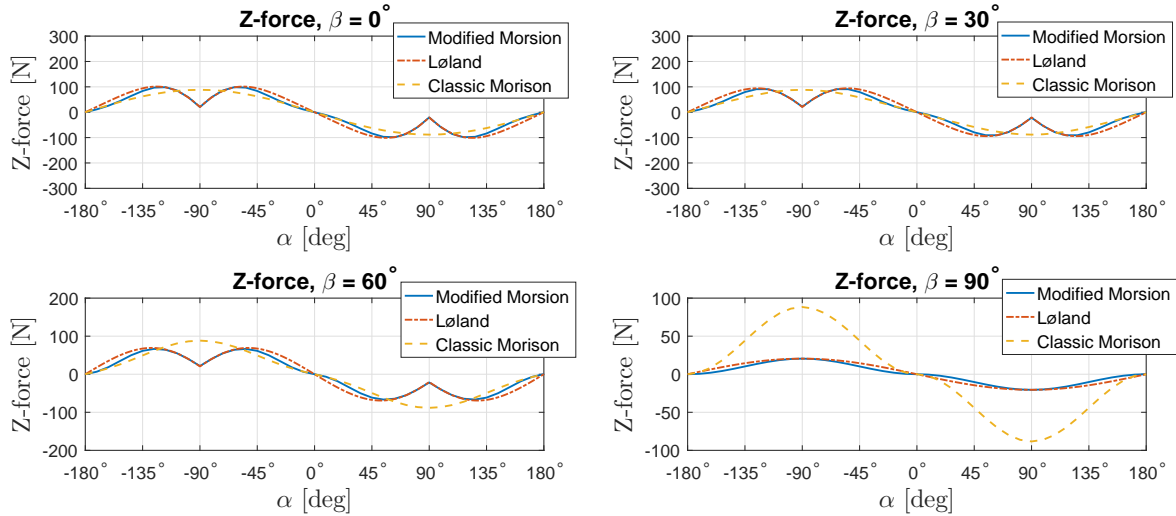 Z-force, β = 0°
Z-force [N]
300
200
100
0
-100
-200
-300
-180° -135° -90° -45° 0° 45° 90° 135° 180°
α [deg]
Modified Morsion
Løland
Classic Morison
Z-force, β = 30°
Z-force [N]
300
200
100
0
-100
-200
-300
-180° -135° -90° -45° 0° 45° 90° 135° 180°
α [deg]
Modified Morsion
Løland
Classic Morison
Z-force, β = 60°
Z-force [N]
200
100
0
-100
-200
-180° -135° -90° -45° 0° 45° 90° 135° 180°
α [deg]
Modified Morsion
Løland
Classic Morison
Z-force, β = 90°
Z-force [N]
100
50
0
-50
-100
-180° -135° -90° -45° 0° 45° 90° 135° 180°
α [deg]
Modified Morsion
Løland
Classic Morison